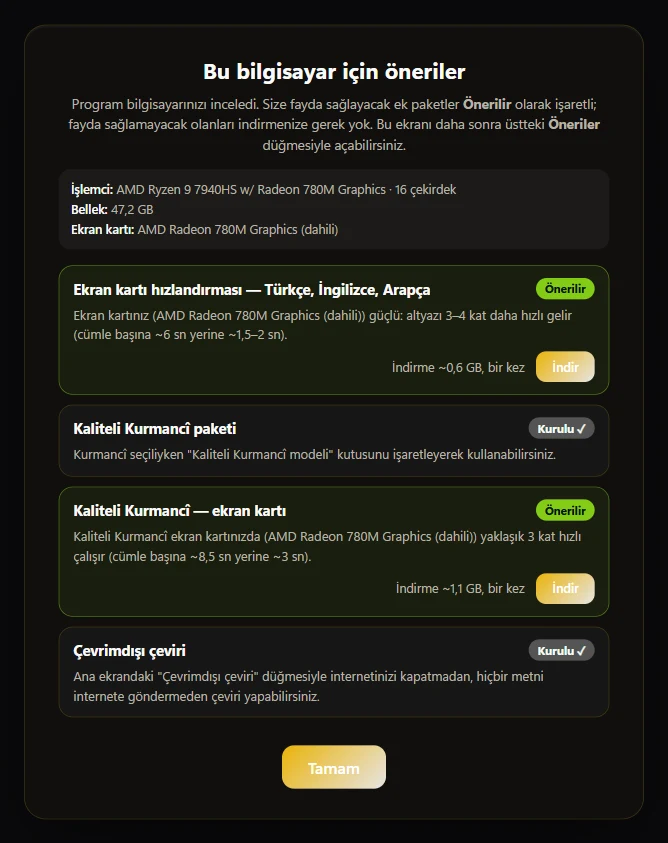 Bu bilgisayar için öneriler
Program bilgisayarınızı inceledi. Size fayda sağlayacak ek paketler Önerilir olarak işaretli;
fayda sağlamayacak olanları indirmenize gerek yok. Bu ekranı daha sonra üstteki Öneriler
düğmesiyle açabilirsiniz.
İşlemci: AMD Ryzen 9 7940HS w/ Radeon 780M Graphics · 16 çekirdek
Bellek: 47,2 GB
Ekran kartı: AMD Radeon 780M Graphics (dahili)
Ekran kartı hızlandırması — Türkçe, İngilizce, Arapça
Önerilir
Ekran kartınız (AMD Radeon 780M Graphics (dahili)) güçlü: altyazı 3–4 kat daha hızlı gelir
(cümle başına ~6 sn yerine ~1,5–2 sn).
İndirme ~0,6 GB, bir kez
İndir
Kaliteli Kurmancî paketi
Kurulu ✓
Kurmancî seçiliyken "Kaliteli Kurmancî modeli" kutusunu işaretleyerek kullanabilirsiniz.
Kaliteli Kurmancî — ekran kartı
Önerilir
Kaliteli Kurmancî ekran kartınızda (AMD Radeon 780M Graphics (dahili)) yaklaşık 3 kat hızlı
çalışır (cümle başına ~8,5 sn yerine ~3 sn).
İndirme ~1,1 GB, bir kez
İndir
Çevrimdışı çeviri
Kurulu ✓
Ana ekrandaki "Çevrimdışı çeviri" düğmesiyle internetinizi kapatmadan, hiçbir metni
internete göndermeden çeviri yapabilirsiniz.
Tamam